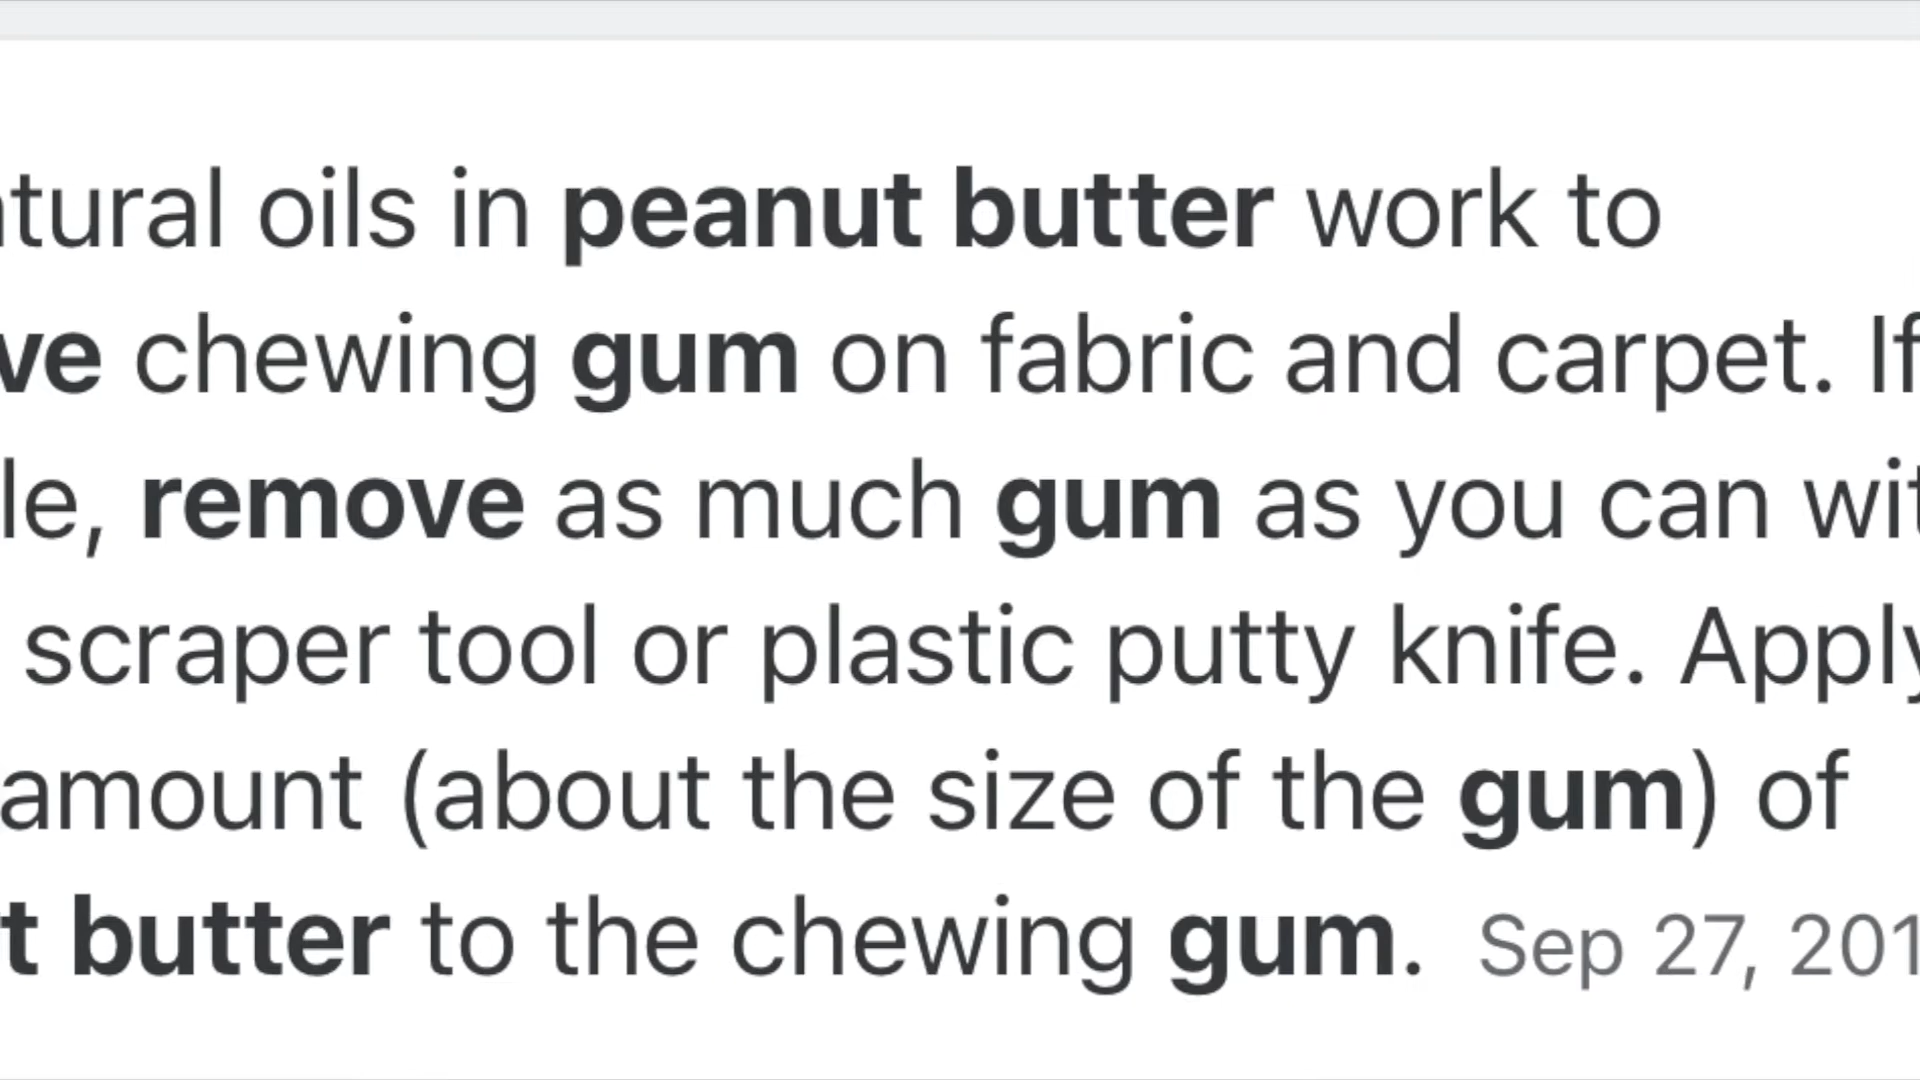 tural oils in peanut butter work to
ve chewing gum on fabric and carpet. If
le, remove as much gum as you can wit
scraper tool or plastic putty knife. Apply
amount (about the size of the gum) of
t butter to the chewing gum. Sep 27, 201